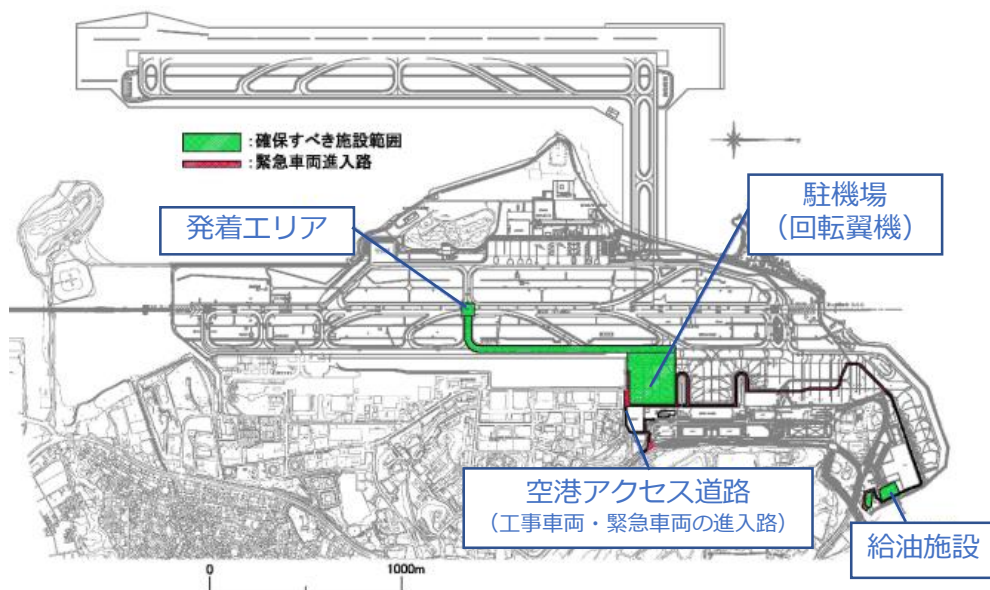 ：確保すべき施設範囲
：緊急車両進入路
発着エリア
駐機場
（回転翼機）
空港アクセス道路
（工事車両・緊急車両の進入路）
給油施設
0
1000m